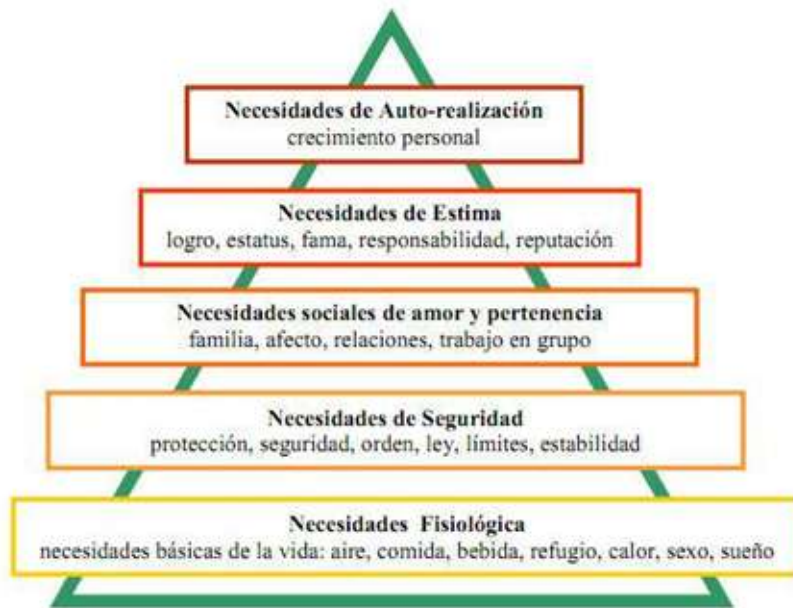 Necesidades de Auto-realización
crecimiento personal
Necesidades de Estima
logro, estatus, fama, responsabilidad, reputación
Necesidades sociales de amor y pertenencia
familia, afecto, relaciones, trabajo en grupo
Necesidades de Seguridad
protección, seguridad, orden, ley, límites, estabilidad
Necesidades Fisiológica
necesidades básicas de la vida: aire, comida, bebida, refugio, calor, sexo, sueño